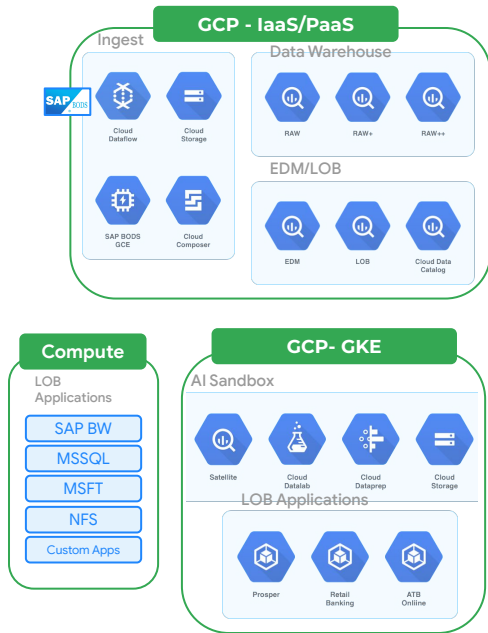 GCP - IaaS/PaaS
Ingest
SAP BODS
Cloud
Dataflow
Cloud
Storage
SAP BODS
GCE
Cloud
Composer
Data Warehouse
RAW
RAW+
RAW++
EDM/LOB
EDM
LOB
Cloud Data
Catalog
Compute
LOB
Applications
SAP BW
MSSQL
MSFT
NFS
Custom Apps
GCP- GKE
AI Sandbox
Satellite
Cloud
Datalab
Cloud
Dataprep
Cloud
Storage
LOB Applications
Prosper
Retail
Banking
ATB
Onliine